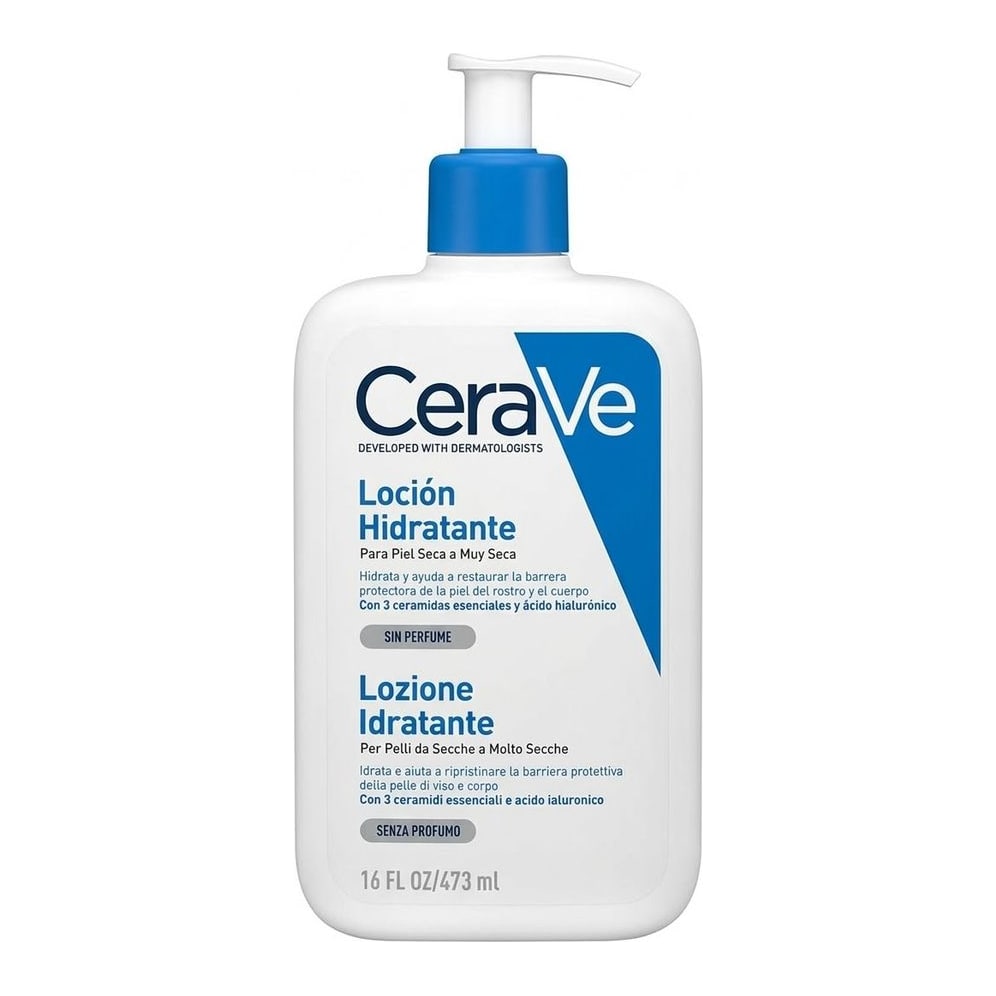 CeraVe
DEVELOPED WITH DERMATOLOGISTS
Loción
Hidratante
Para Piel Seca a Muy Seca
Hidrata y ayuda a restaurar la barrera
protectora de la piel del rostro y el cuerpo
Con 3 ceramidas esenciales y ácido hialurónico
SIN PERFUME
Lozione
Idratante
Per Pelli da Secche a Molto Secche
Idrata e aiuta a ripristinare la barriera protettiva
della pelle di viso e corpo
Con 3 ceramidi essenziali e acido ialuronico
SENZA PROFUMO
16 FL OZ/473 ml